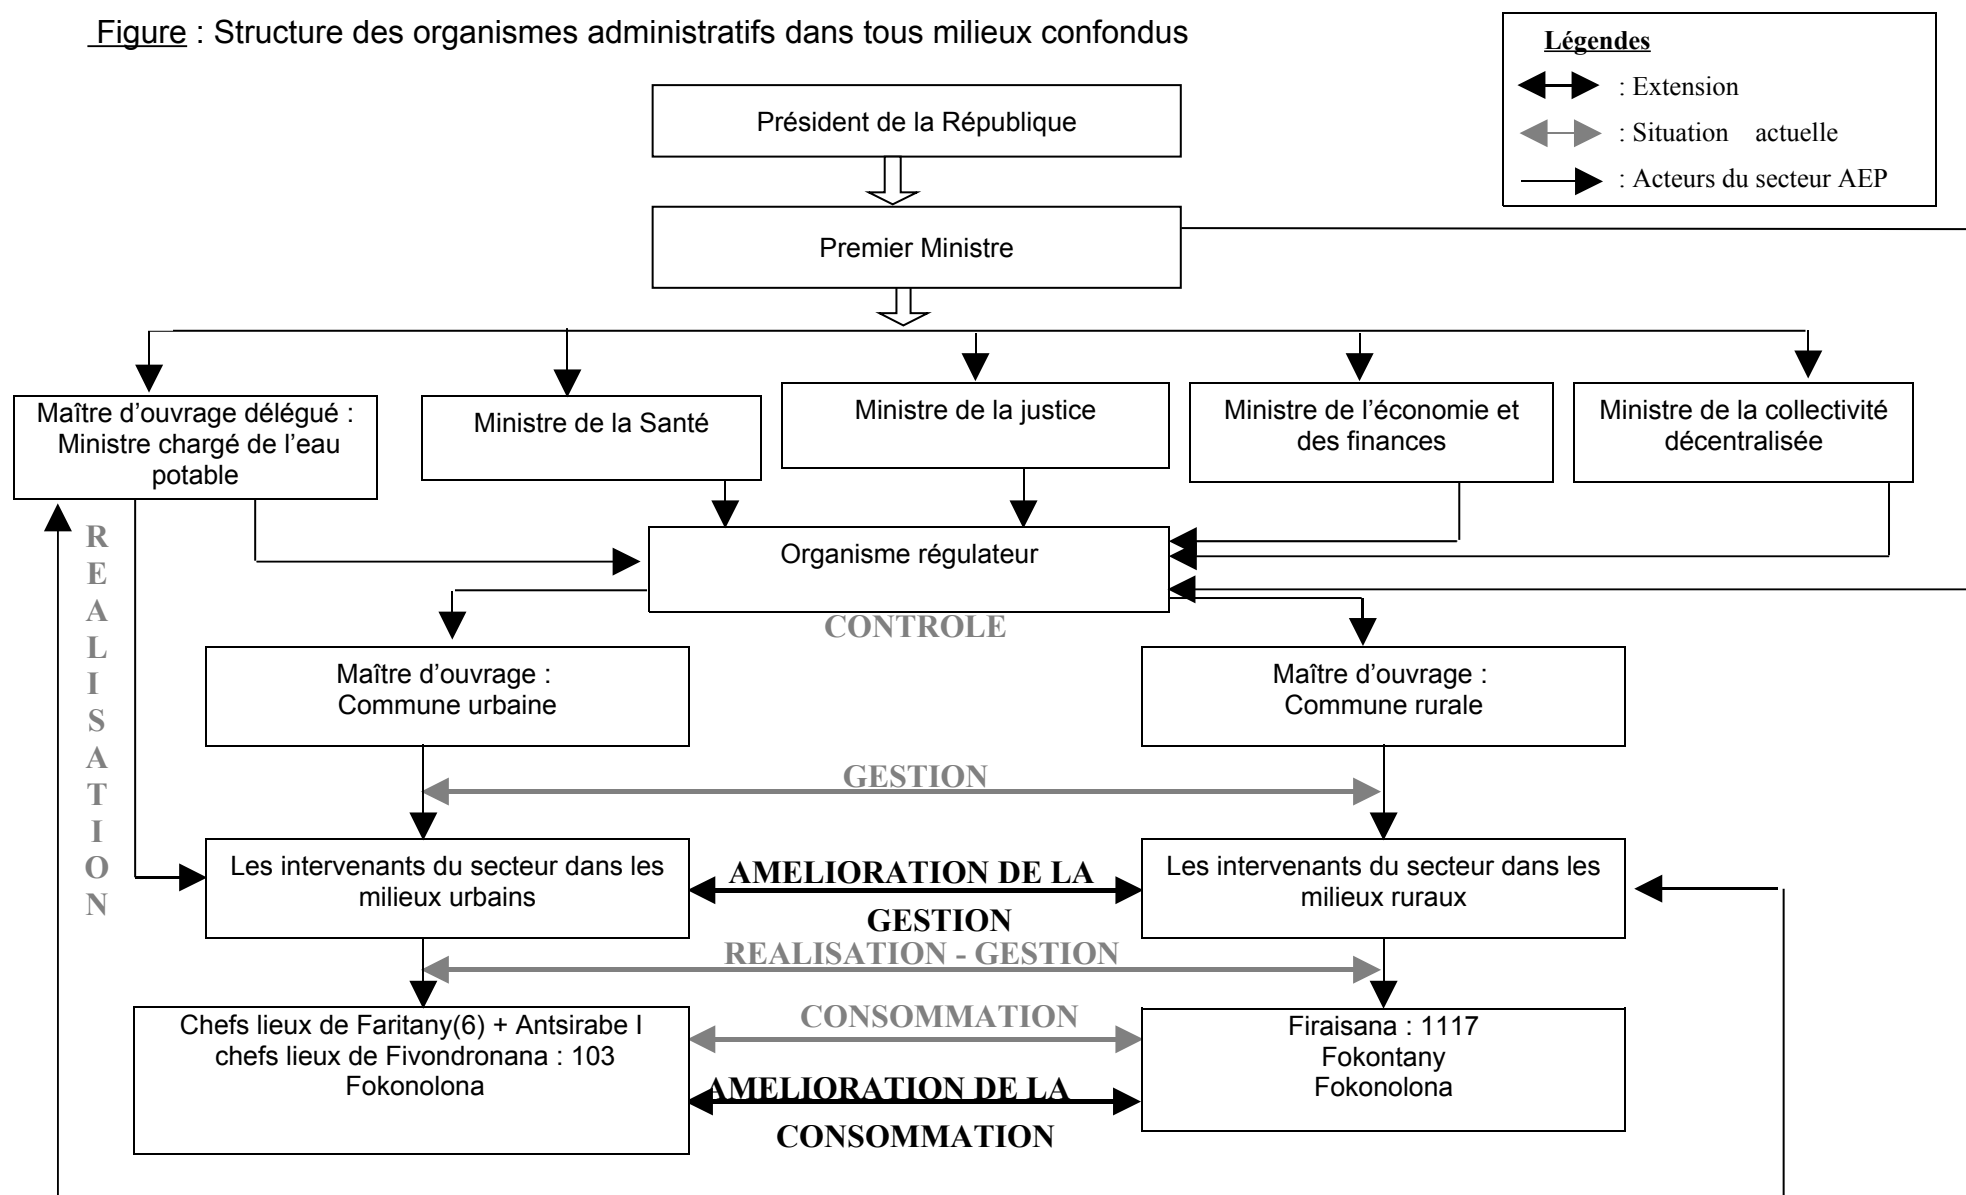 Figure : Structure des organismes administratifs dans tous milieux confondus
Légendes
: Extension
: Situation actuelle
: Acteurs du secteur AEP
Président de la République
Premier Ministre
Maître d’ouvrage délégué :
Ministre chargé de l’eau
potable
Ministre de la Santé
Ministre de la justice
Ministre de l’économie et
des finances
Ministre de la collectivité
décentralisée
REALISATION
Organisme régulateur
CONTROLE
Maître d’ouvrage :
Commune urbaine
Maître d’ouvrage :
Commune rurale
GESTION
Les intervenants du secteur dans les
milieux urbains
AMELIORATION DE LA
GESTION
Les intervenants du secteur dans les
milieux ruraux
REALISATION - GESTION
Chefs lieux de Faritany(6) + Antsirabe I
chefs lieux de Fivondronana : 103
Fokonolona
CONSOMMATION
AMELIORATION DE LA
CONSOMMATION
Firaisana : 1117
Fokontany
Fokonolona